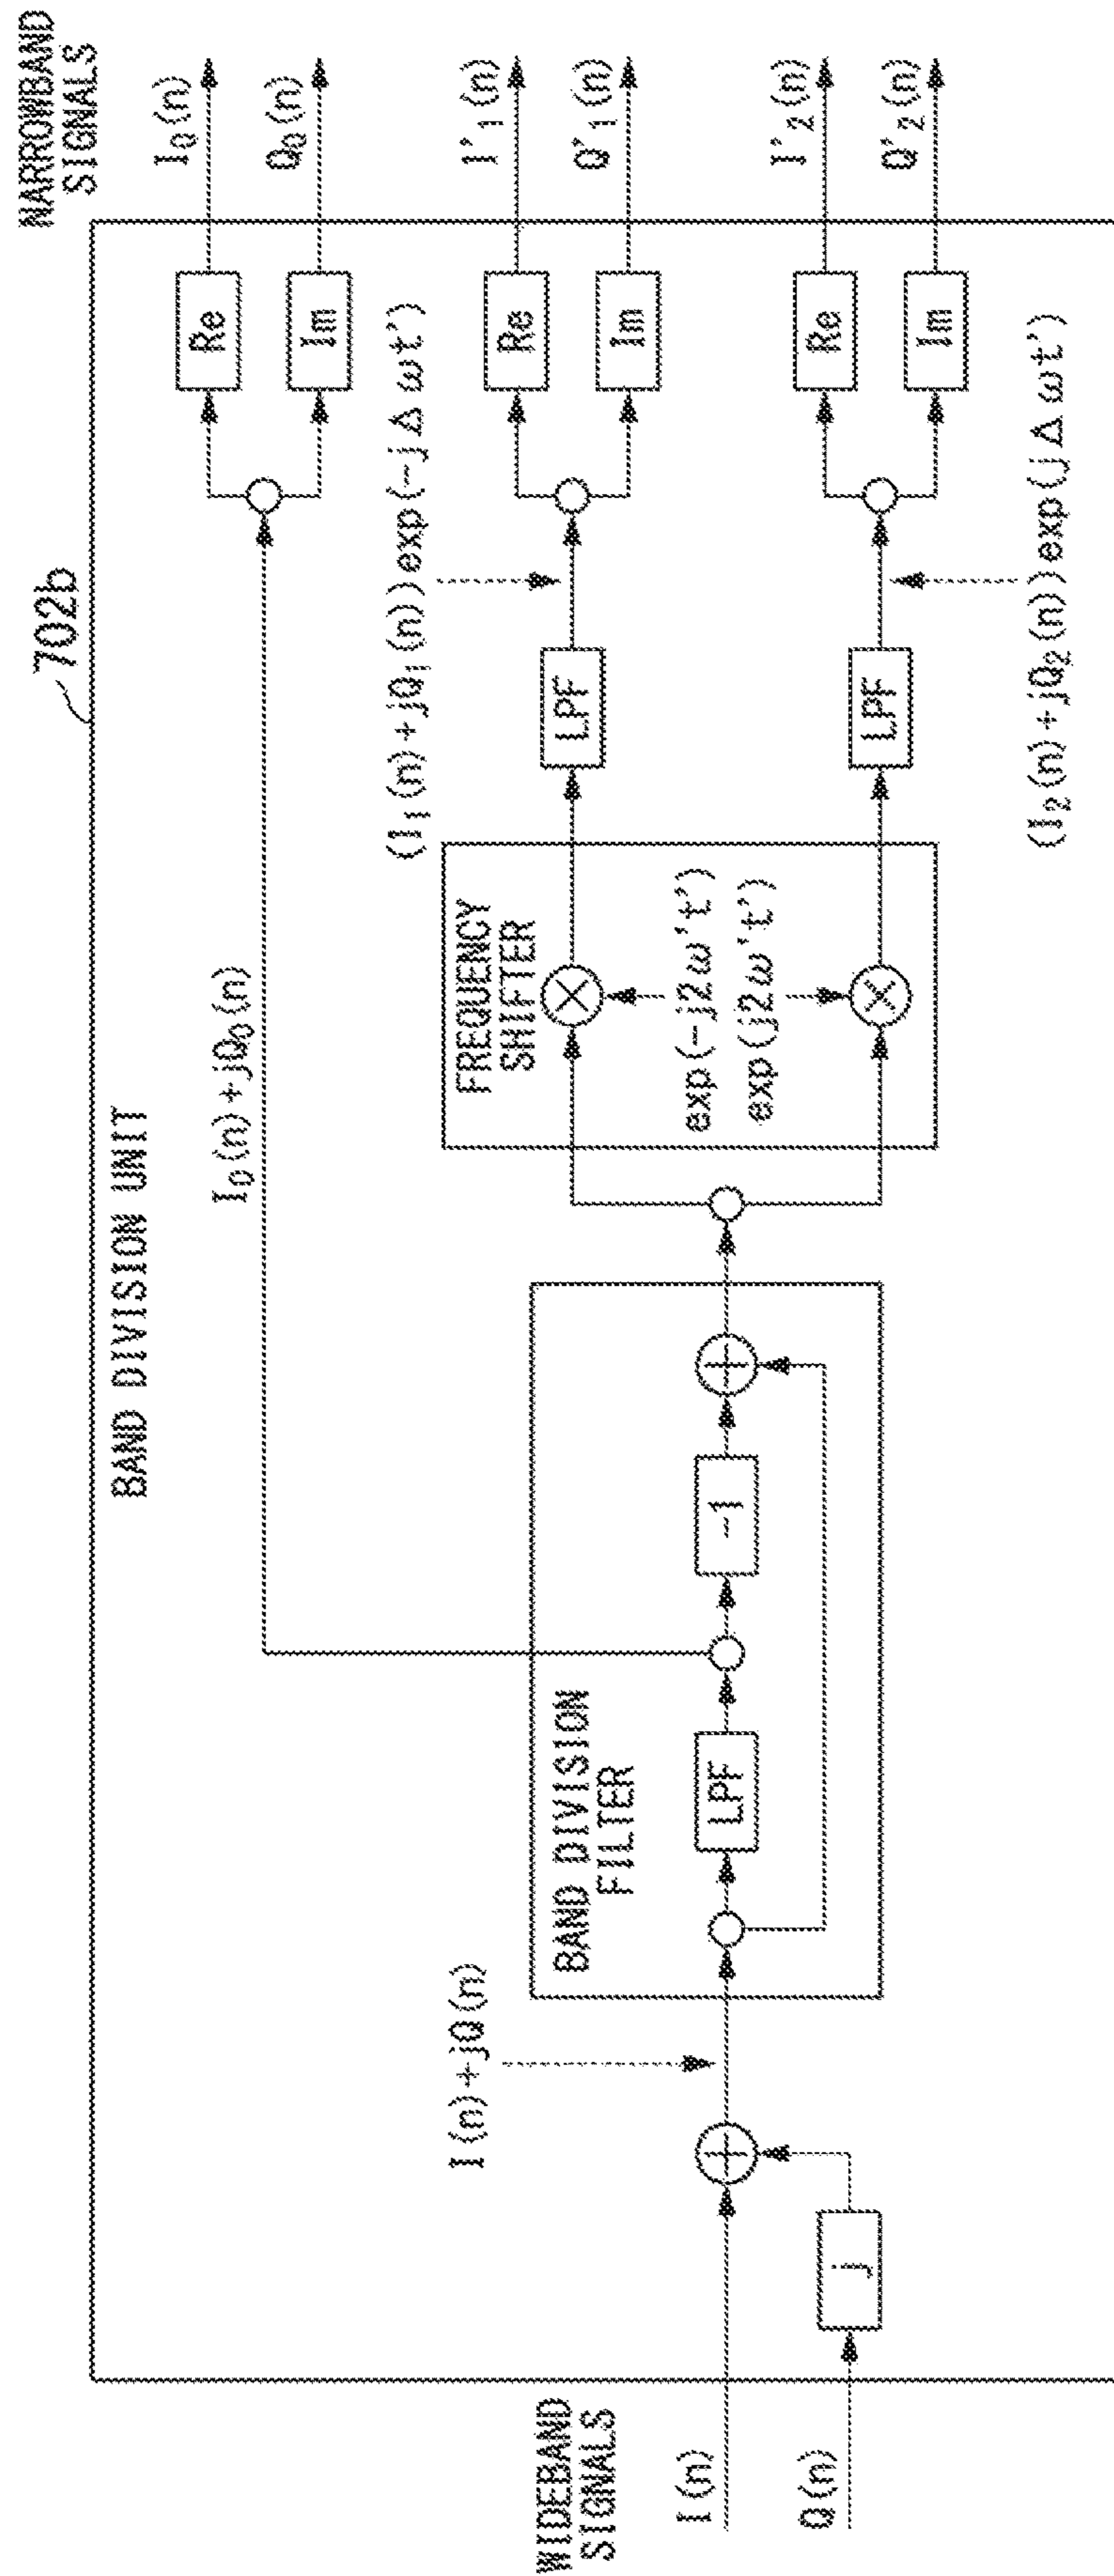 702b
BAND DIVISION UNIT
WIDEBAND
SIGNALS
I(n)
Q(n)
j
I(n)+jQ(n)
BAND DIVISION
FILTER
LPF
-1
I₀(n)+jQ₀(n)
FREQUENCY
SHIFTER
exp(-j2ω't')
exp(j2ω't')
LPF
LPF
(I₁(n)+jQ₁(n))exp(-jΔωt')
(I₂(n)+jQ₂(n))exp(jΔωt')
Re
Im
Re
Im
Re
Im
NARROWBAND
SIGNALS
I₀(n)
Q₀(n)
I'₁(n)
Q'₁(n)
I'₂(n)
Q'₂(n)